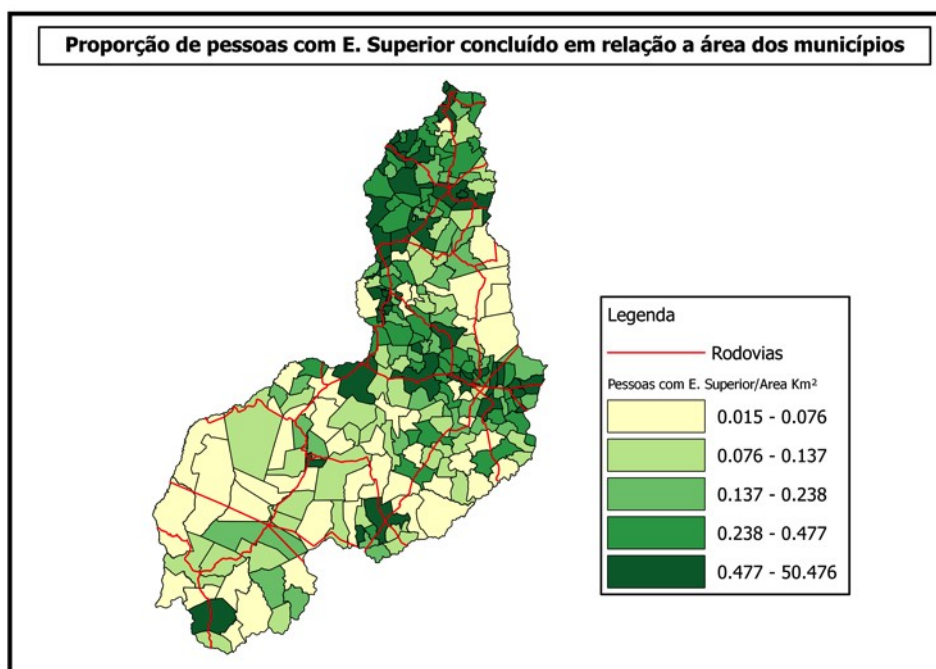 Proporção de pessoas com E. Superior concluído em relação a área dos municípios
Legenda
Rodovias
Pessoas com E. Superior/Area Km²
0.015 - 0.076
0.076 - 0.137
0.137 - 0.238
0.238 - 0.477
0.477 - 50.476